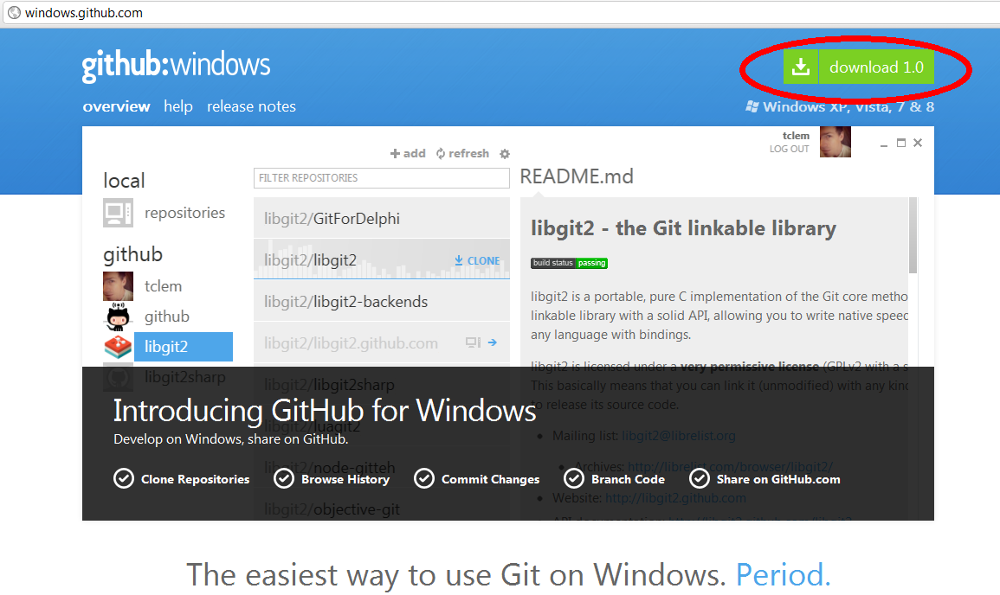 windows.github.com
github:windows
download 1.0
overview help release notes
Windows XP, Vista, 7 & 8
tclem
LOG OUT
add refresh
local
repositories
github
tclem
github
libgit2
libgit2sharp
FILTER REPOSITORIES
libgit2/GitForDelphi
libgit2/libgit2 CLONE
libgit2/libgit2-backends
libgit2/libgit2.github.com
libgit2/libgit2sharp
libgit2/luagit2
libgit2/node-gitteh
libgit2/objective-git
README.md
libgit2 - the Git linkable library
build status passing
libgit2 is a portable, pure C implementation of the Git core metho
linkable library with a solid API, allowing you to write native speed
any language with bindings.
libgit2 is licensed under a very permissive license (GPLv2 with a s
This basically means that you can link it (unmodified) with any kind
to release its source code.
Mailing list: libgit2@librelist.org
Archives: http://librelist.com/browser/libgit2/
Website: http://libgit2.github.com
API documentation: http://libgit2.github.com/libgit2
Introducing GitHub for Windows
Develop on Windows, share on GitHub.
Clone Repositories Browse History Commit Changes Branch Code Share on GitHub.com
The easiest way to use Git on Windows. Period.